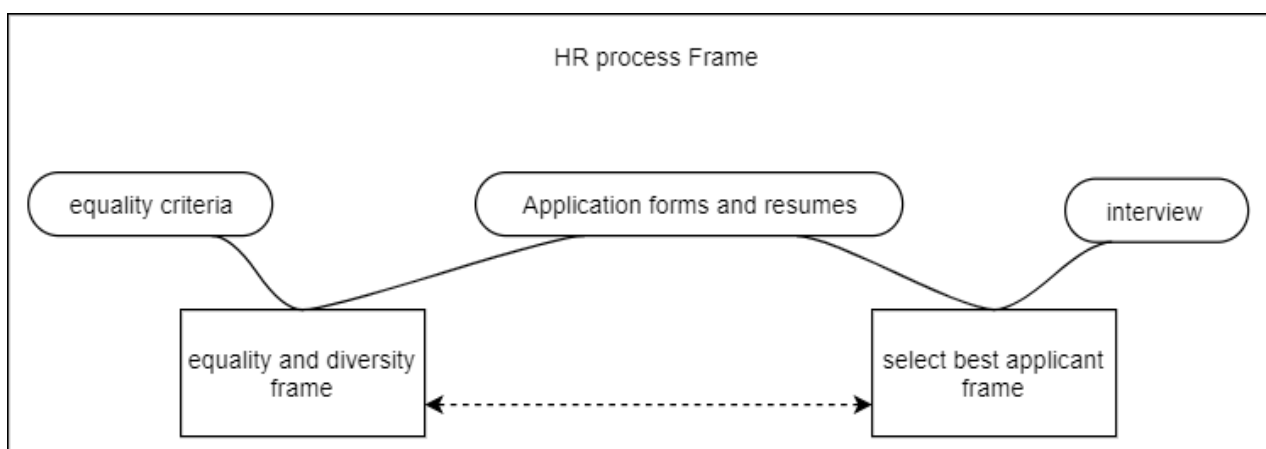 HR process Frame
equality criteria
Application forms and resumes
interview
equality and diversity
frame
select best applicant
frame